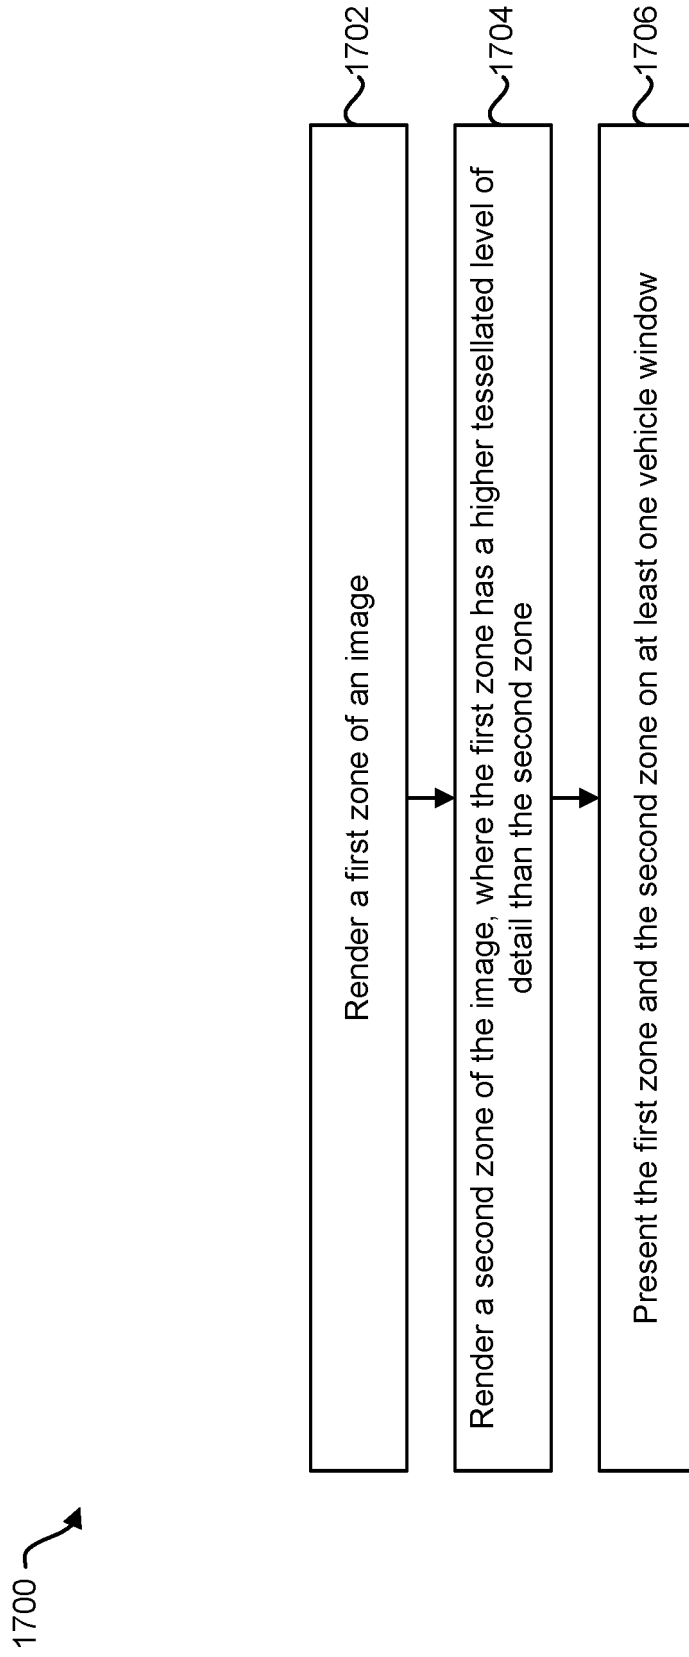 1700
Render a first zone of an image
1702
Render a second zone of the image, where the first zone has a higher tessellated level of
detail than the second zone
1704
Present the first zone and the second zone on at least one vehicle window
1706